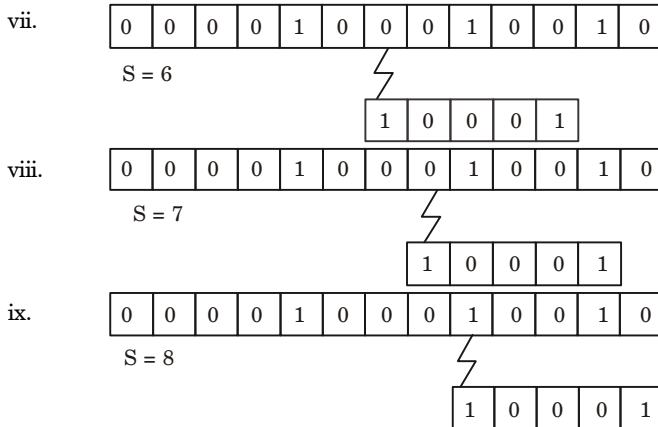 vii. 0 0 0 0 1 0 0 0 1 0 0 1 0
S = 6
1 0 0 0 1
viii. 0 0 0 0 1 0 0 0 1 0 0 1 0
S = 7
1 0 0 0 1
ix. 0 0 0 0 1 0 0 0 1 0 0 1 0
S = 8
1 0 0 0 1